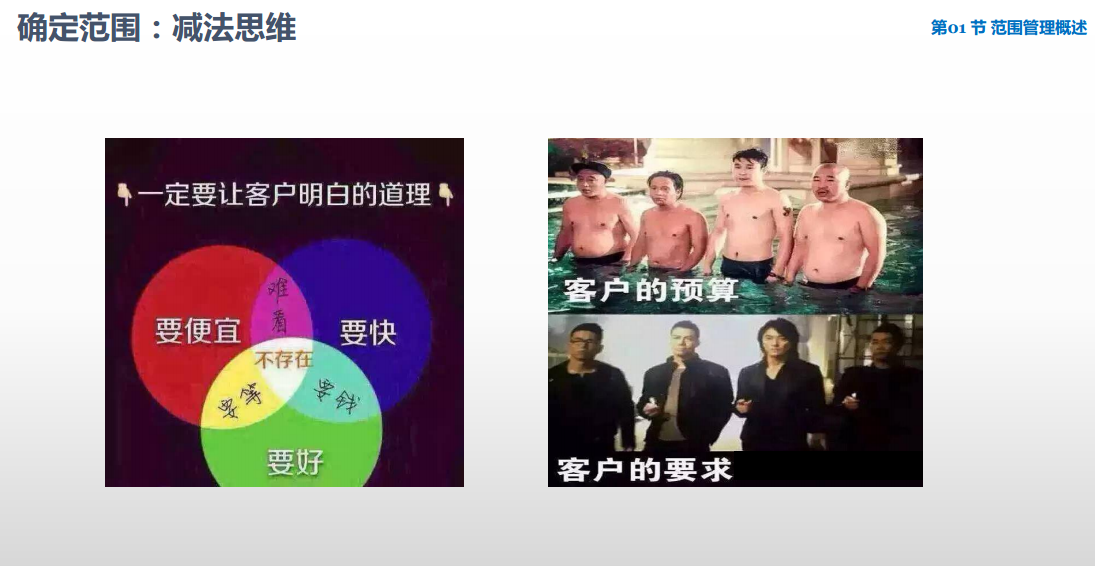 确定范围：减法思维
第01节 范围管理概述
一定要让客户明白的道理
难看
要便宜
要快
不存在
要等
要钱
要好
客户的预算
客户的要求